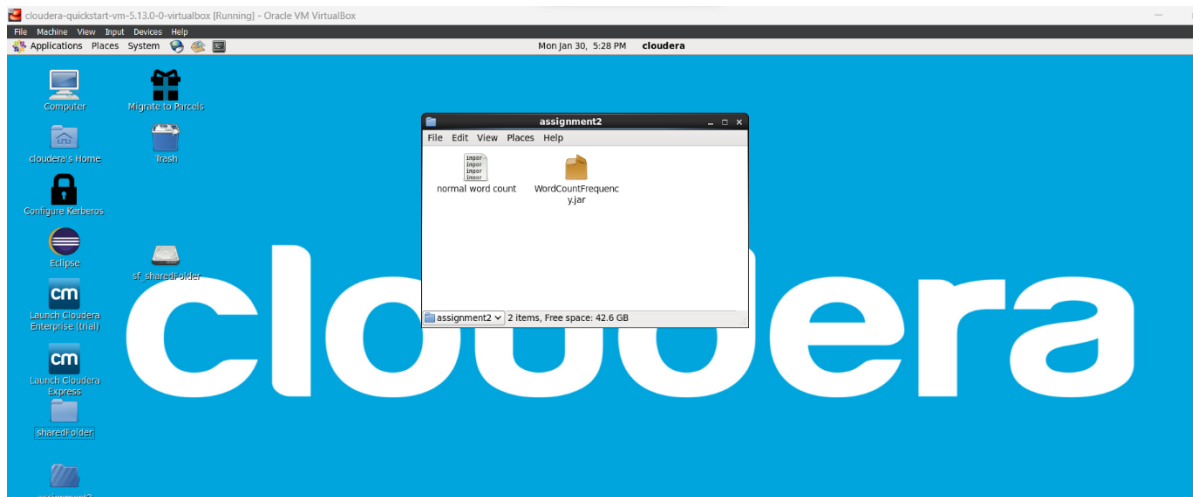 cloudera-quickstart-vm-5.13.0-0-virtualbox [Running] - Oracle VM VirtualBox
File Machine View Input Devices Help
Applications Places System
Mon Jan 30, 5:28 PM cloudera
Computer
Migrate to Parcels
cloudera's Home
Trash
Configure Kerberos
Eclipse
sf_sharedFolder
cm
Launch Cloudera
Enterprise (trial)
cm
Launch Cloudera
Express
sharedFolder
assignment2
assignment2
File Edit View Places Help
impor
impor
impor
impor
normal word count
WordCountFrequenc
y.jar
assignment2 2 items, Free space: 42.6 GB
cloudera